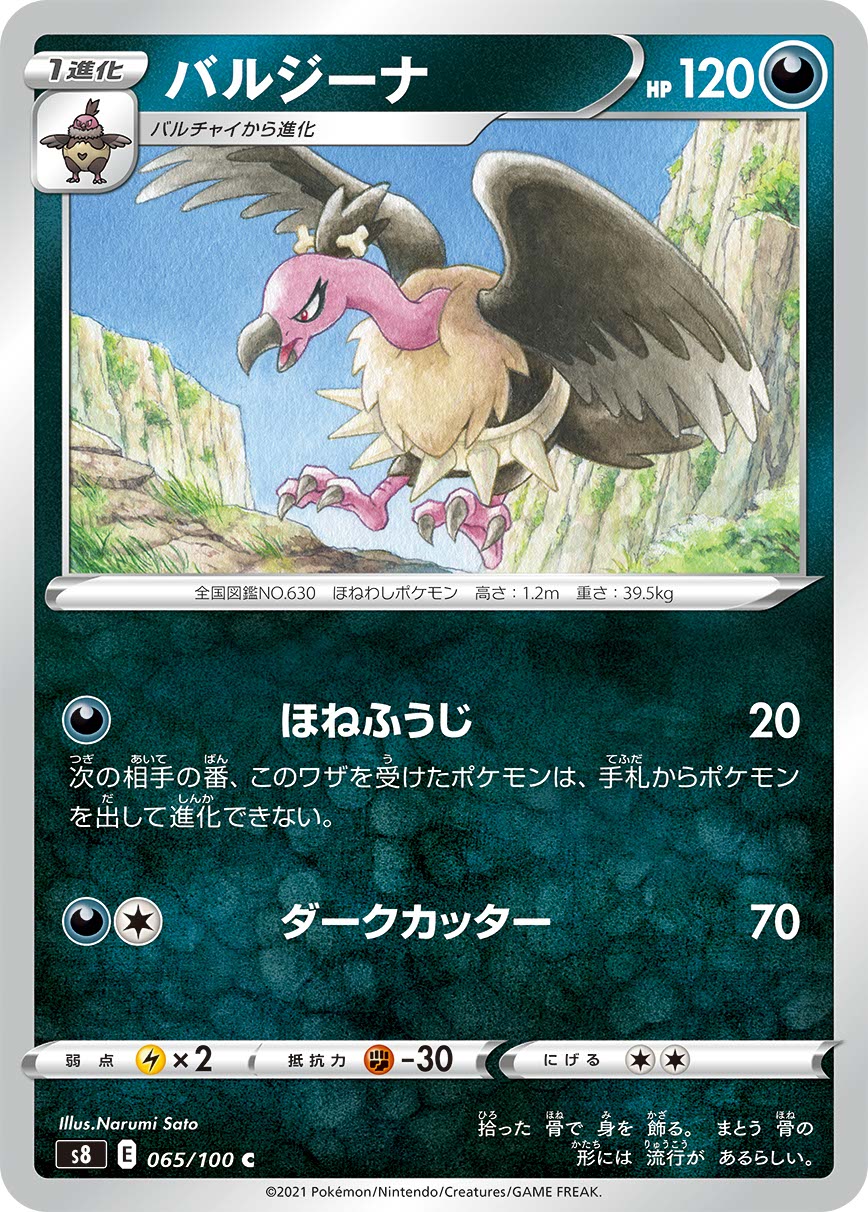 1進化 バルジーナ HP 120
バルチャイから進化
全国図鑑NO.630 ほねわしポケモン 高さ:1.2m 重さ:39.5kg
ほねふうじ 20
次の相手の番、このワザを受けたポケモンは、手札からポケモン
を出して進化できない。
ダークカッター 70
弱点 ×2 抵抗力 -30 にげる
Illus.Narumi Sato
拾った 骨で 身を 飾る。 まとう 骨の
形には 流行が あるらしい。
s8 E 065/100 C
©2021 Pokémon/Nintendo/Creatures/GAME FREAK.